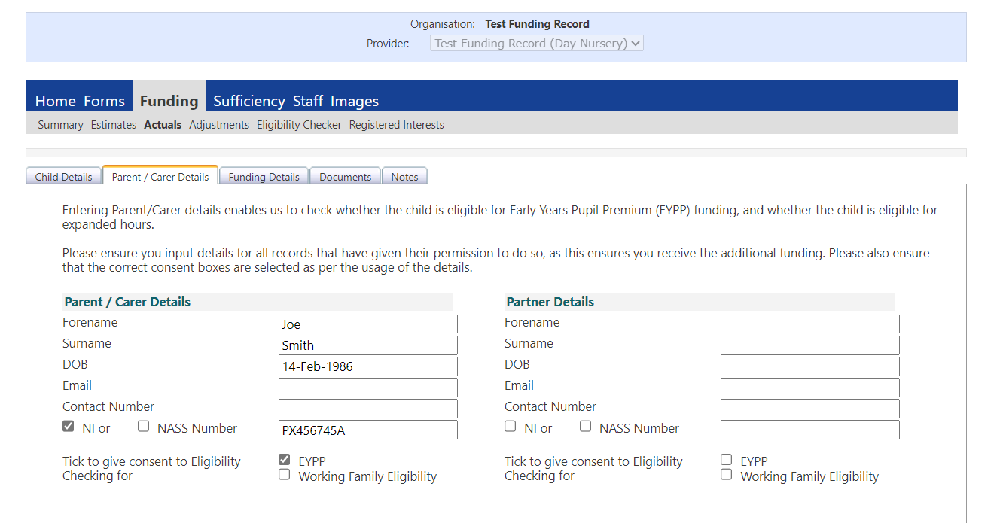 Organisation: Test Funding Record
Provider: Test Funding Record (Day Nursery)
Home Forms Funding Sufficiency Staff Images
Summary Estimates Actuals Adjustments Eligibility Checker Registered Interests
Child Details Parent / Carer Details Funding Details Documents Notes
Entering Parent/Carer details enables us to check whether the child is eligible for Early Years Pupil Premium (EYPP) funding, and whether the child is eligible for
expanded hours.
Please ensure you input details for all records that have given their permission to do so, as this ensures you receive the additional funding. Please also ensure
that the correct consent boxes are selected as per the usage of the details.
Parent / Carer Details
Forename Joe
Surname Smith
DOB 14-Feb-1986
Email
Contact Number
NI or NASS Number PX456745A
Tick to give consent to Eligibility EYPP
Checking for Working Family Eligibility
Partner Details
Forename
Surname
DOB
Email
Contact Number
NI or NASS Number
Tick to give consent to Eligibility EYPP
Checking for Working Family Eligibility